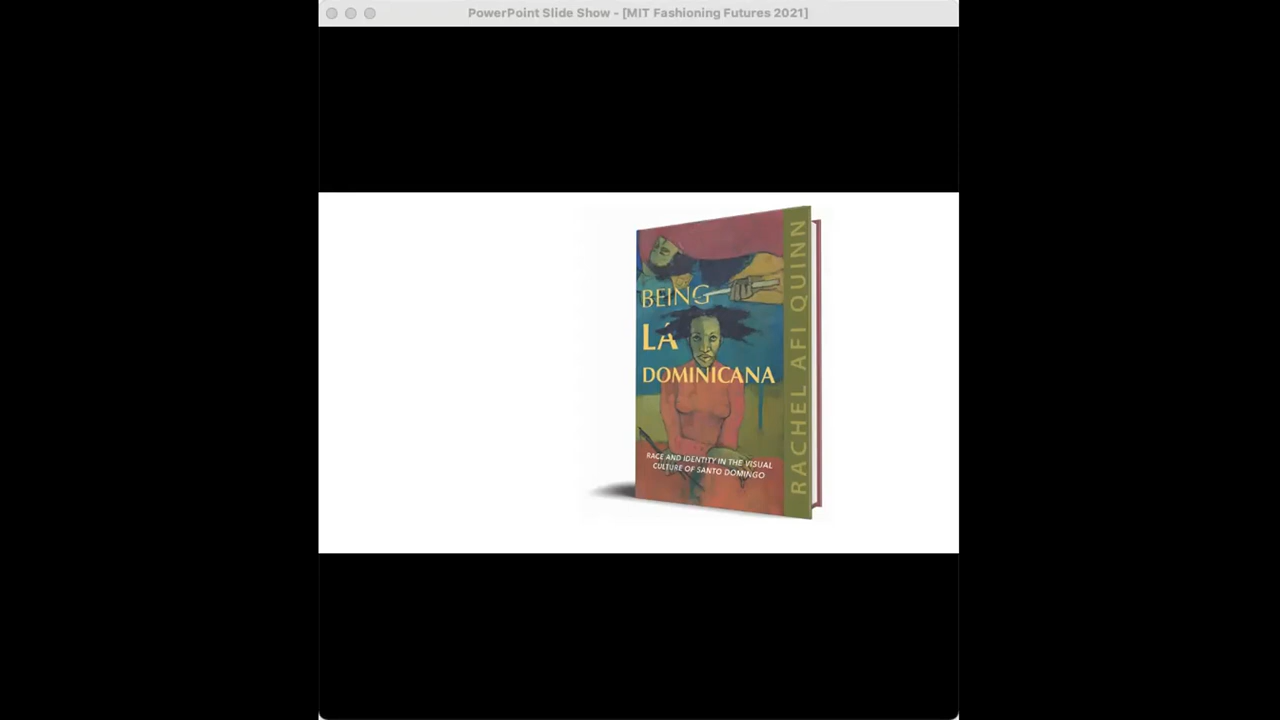 PowerPoint Slide Show - [MIT Fashioning Futures 2021]
BEING
LA
DOMINICANA
RACE AND IDENTITY IN THE VISUAL
CULTURE OF SANTO DOMINGO
RACHEL AFI QUINN